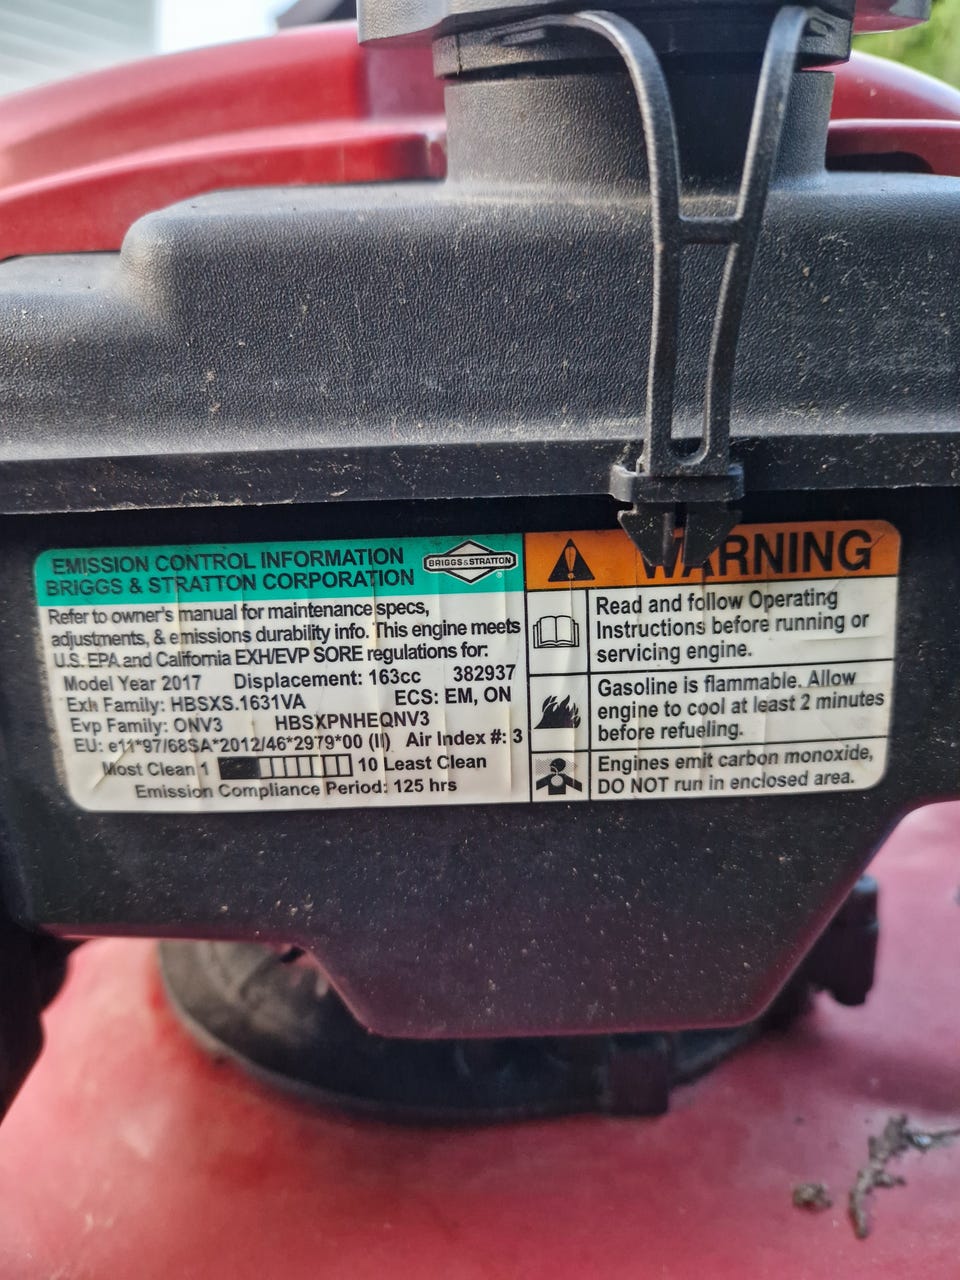 EMISSION CONTROL INFORMATION
BRIGGS & STRATTON CORPORATION
BRIGGS & STRATTON
®
Refer to owner's manual for maintenance specs,
adjustments, & emissions durability info. This engine meets
U.S. EPA and California EXH/EVP SORE regulations for:
Model Year 2017 Displacement: 163cc 382937
Exh Family: HBSXS.1631VA ECS: EM, ON
Evp Family: ONV3 HBSXPNHEQNV3
EU: e11*97/68SA*2012/46*2979*00 (II) Air Index #: 3
Most Clean 1 10 Least Clean
Emission Compliance Period: 125 hrs
WARNING
Read and follow Operating
Instructions before running or
servicing engine.
Gasoline is flammable. Allow
engine to cool at least 2 minutes
before refueling.
Engines emit carbon monoxide,
DO NOT run in enclosed area.